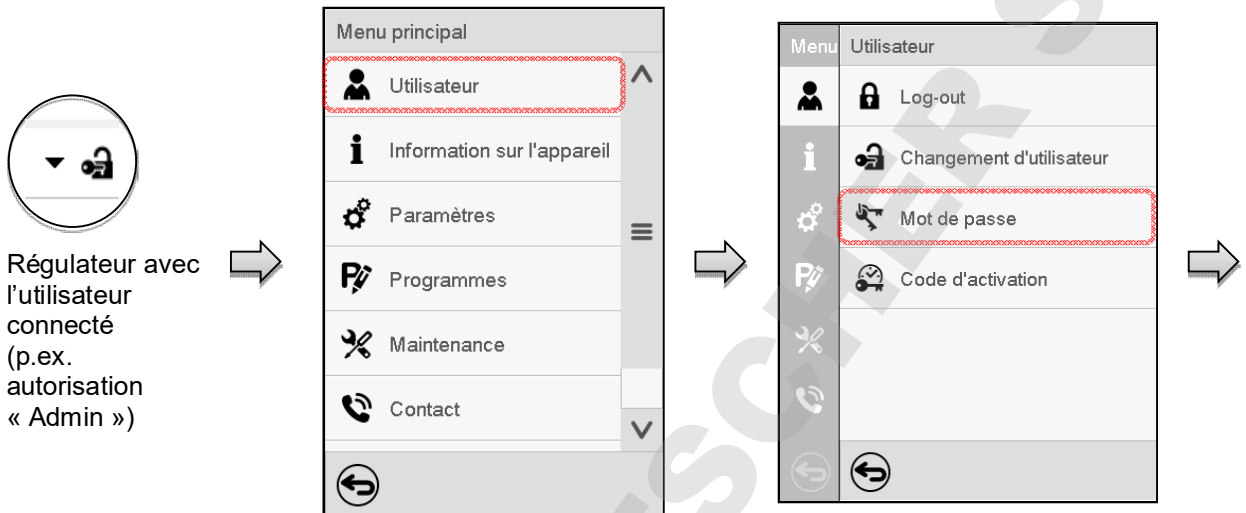 Régulateur avec
l’utilisateur
connecté
(p.ex.
autorisation
« Admin »)
Menu principal
Utilisateur
Information sur l'appareil
Paramètres
Programmes
Maintenance
Contact
Menu Utilisateur
Log-out
Changement d'utilisateur
Mot de passe
Code d'activation